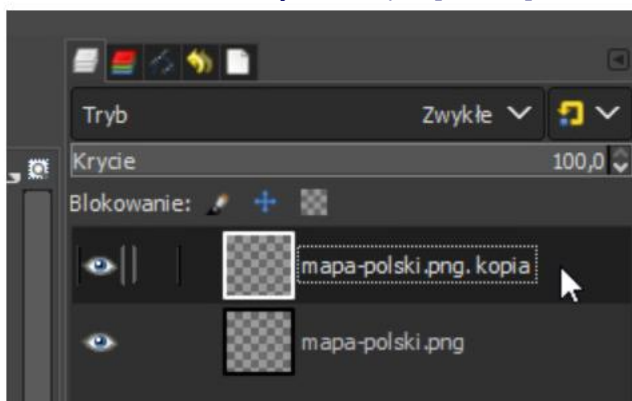 Tryb Zwykłe
Krycie 100,0
Blokowanie:
mapa-polski.png. kopia
mapa-polski.png